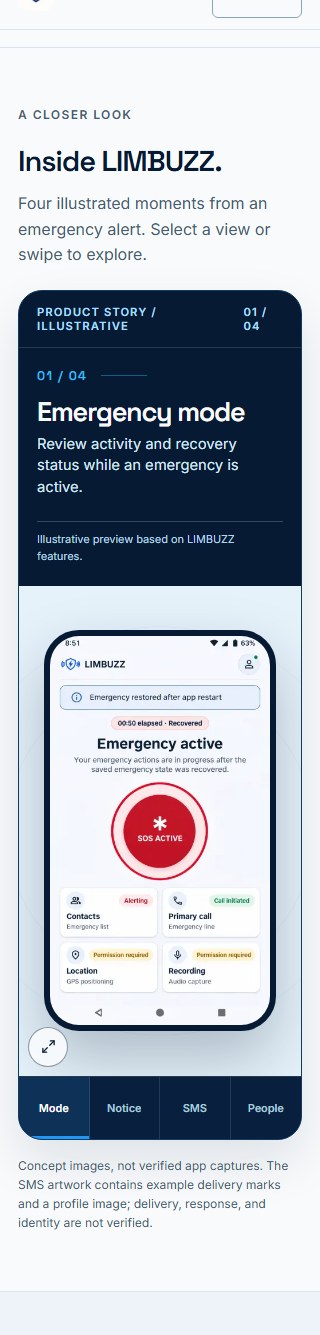 A CLOSER LOOK
Inside LIMBUZZ.
Four illustrated moments from an
emergency alert. Select a view or
swipe to explore.
PRODUCT STORY /
ILLUSTRATIVE
01 /
04
01 / 04
Emergency mode
Review activity and recovery
status while an emergency is
active.
Illustrative preview based on LIMBUZZ
features.
8:51
63%
LIMBUZZ
Emergency restored after app restart
00:50 elapsed · Recovered
Emergency active
Your emergency actions are in progress after the
saved emergency state was recovered.
SOS ACTIVE
Alerting
Contacts
Emergency list
Call initiated
Primary call
Emergency line
Permission required
Location
GPS positioning
Permission required
Recording
Audio capture
Mode
Notice
SMS
People
Concept images, not verified app captures. The
SMS artwork contains example delivery marks
and a profile image; delivery, response, and
identity are not verified.